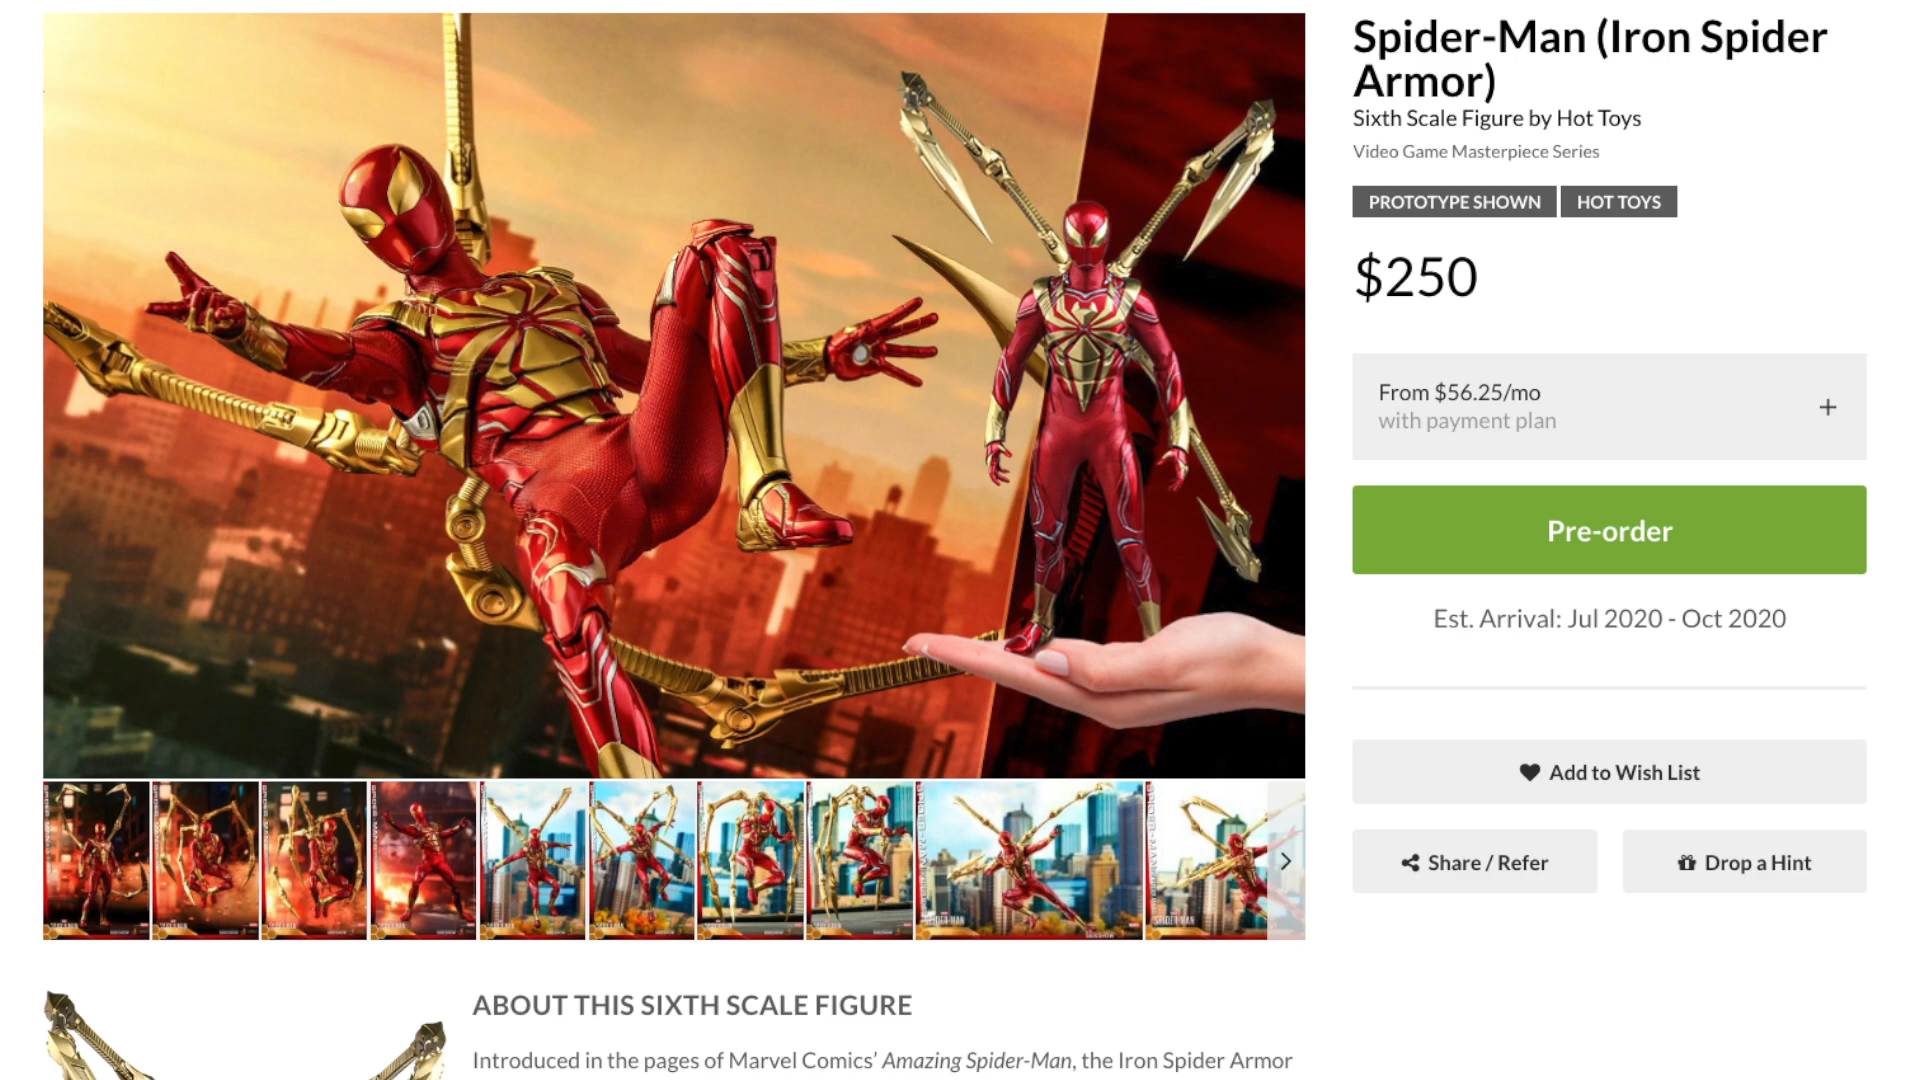 Spider-Man (Iron Spider
Armor)
Sixth Scale Figure by Hot Toys
Video Game Masterpiece Series
PROTOTYPE SHOWN
HOT TOYS
$250
From $56.25/mo
with payment plan
+
Pre-order
Est. Arrival: Jul 2020 - Oct 2020
Add to Wish List
Share / Refer
Drop a Hint
ABOUT THIS SIXTH SCALE FIGURE
Introduced in the pages of Marvel Comics’ Amazing Spider-Man, the Iron Spider Armor